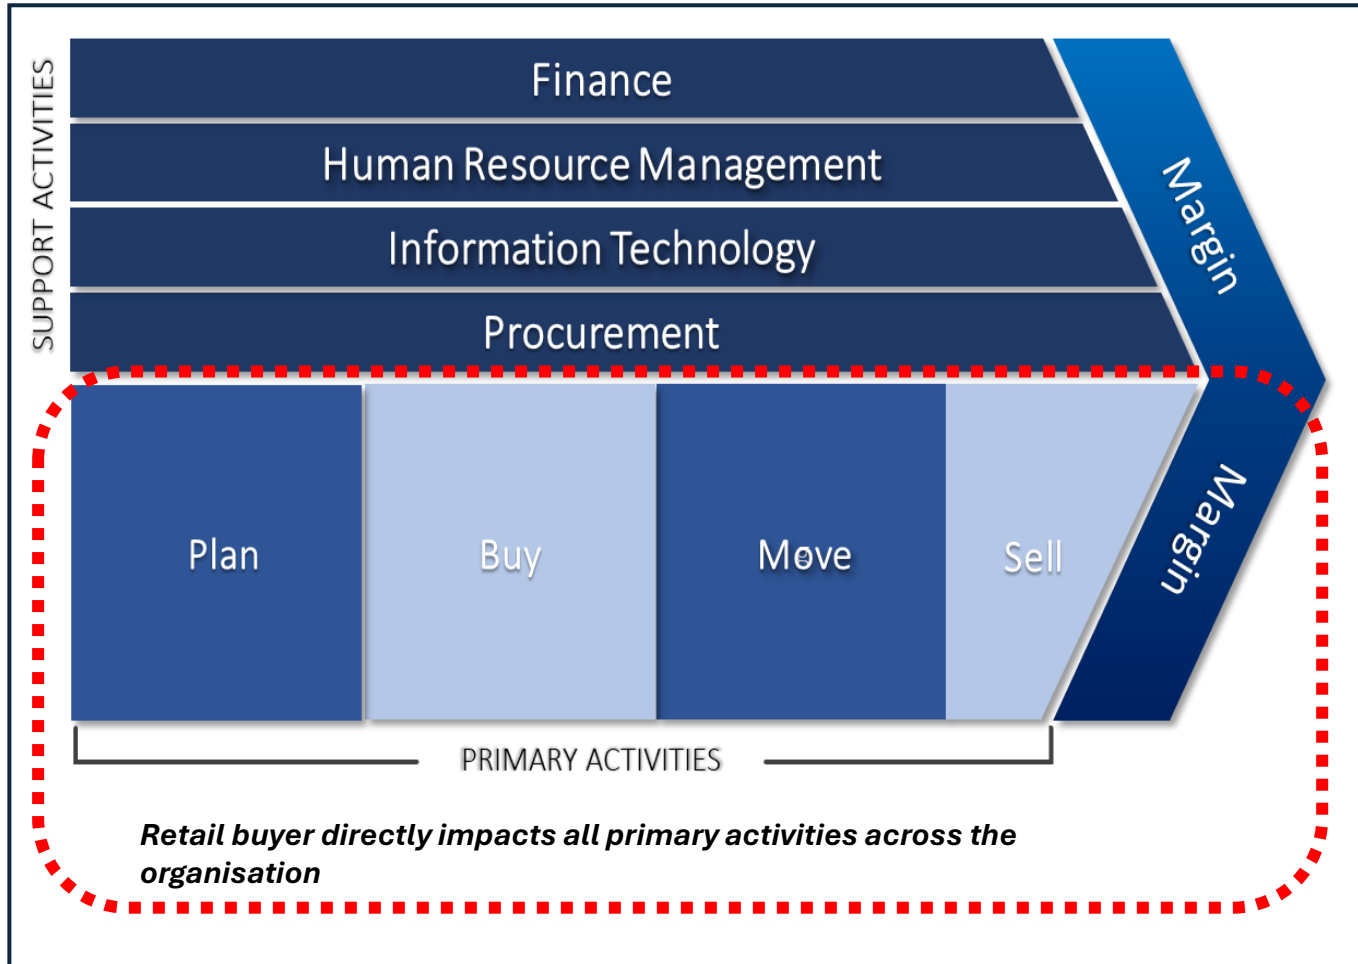 SUPPORT ACTIVITIES
Finance
Human Resource Management
Information Technology
Procurement
Margin
Margin
Plan
Buy
Move
Sell
PRIMARY ACTIVITIES
Retail buyer directly impacts all primary activities across the
organisation